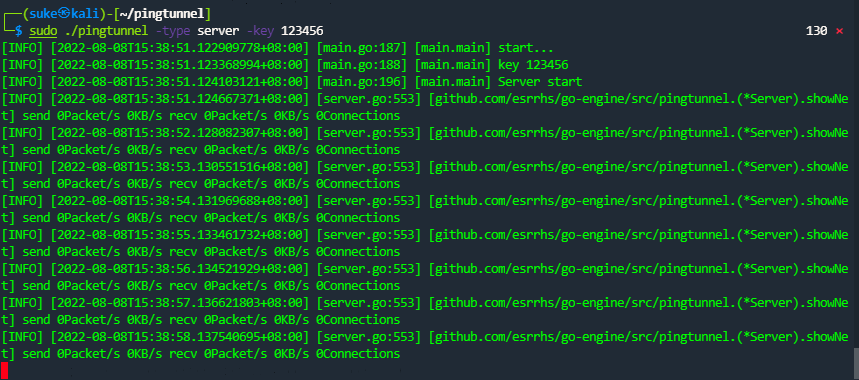 (suke㉿kali)-[~/pingtunnel]
$ sudo ./pingtunnel -type server -key 123456 130 ⨯
[INFO] [2022-08-08T15:38:51.122909778+08:00] [main.go:187] [main.main] start...
[INFO] [2022-08-08T15:38:51.123368994+08:00] [main.go:188] [main.main] key 123456
[INFO] [2022-08-08T15:38:51.124103121+08:00] [main.go:196] [main.main] Server start
[INFO] [2022-08-08T15:38:51.124667371+08:00] [server.go:553] [github.com/esrrhs/go-engine/src/pingtunnel.(*Server).showNe
t] send 0Packet/s 0KB/s recv 0Packet/s 0KB/s 0Connections
[INFO] [2022-08-08T15:38:52.128082307+08:00] [server.go:553] [github.com/esrrhs/go-engine/src/pingtunnel.(*Server).showNe
t] send 0Packet/s 0KB/s recv 0Packet/s 0KB/s 0Connections
[INFO] [2022-08-08T15:38:53.130551516+08:00] [server.go:553] [github.com/esrrhs/go-engine/src/pingtunnel.(*Server).showNe
t] send 0Packet/s 0KB/s recv 0Packet/s 0KB/s 0Connections
[INFO] [2022-08-08T15:38:54.131969688+08:00] [server.go:553] [github.com/esrrhs/go-engine/src/pingtunnel.(*Server).showNe
t] send 0Packet/s 0KB/s recv 0Packet/s 0KB/s 0Connections
[INFO] [2022-08-08T15:38:55.133461732+08:00] [server.go:553] [github.com/esrrhs/go-engine/src/pingtunnel.(*Server).showNe
t] send 0Packet/s 0KB/s recv 0Packet/s 0KB/s 0Connections
[INFO] [2022-08-08T15:38:56.134521929+08:00] [server.go:553] [github.com/esrrhs/go-engine/src/pingtunnel.(*Server).showNe
t] send 0Packet/s 0KB/s recv 0Packet/s 0KB/s 0Connections
[INFO] [2022-08-08T15:38:57.136621803+08:00] [server.go:553] [github.com/esrrhs/go-engine/src/pingtunnel.(*Server).showNe
t] send 0Packet/s 0KB/s recv 0Packet/s 0KB/s 0Connections
[INFO] [2022-08-08T15:38:58.137540695+08:00] [server.go:553] [github.com/esrrhs/go-engine/src/pingtunnel.(*Server).showNe
t] send 0Packet/s 0KB/s recv 0Packet/s 0KB/s 0Connections